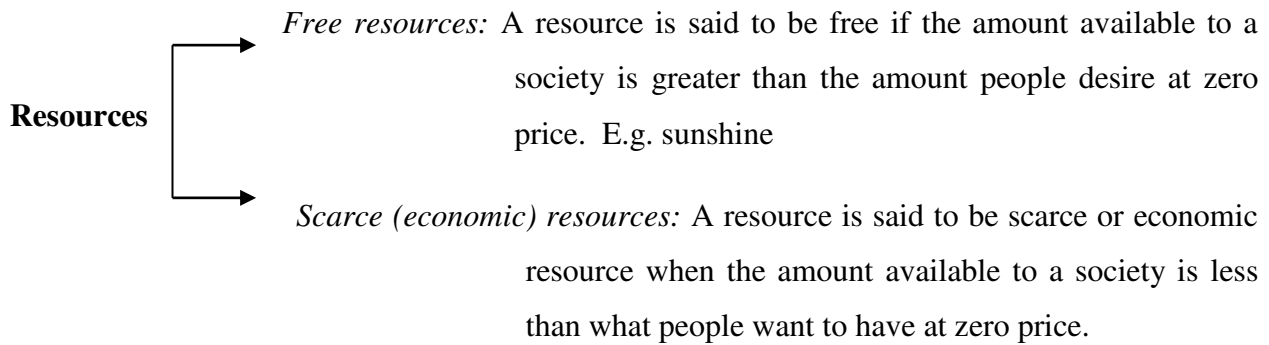 Free resources: A resource is said to be free if the amount available to a
society is greater than the amount people desire at zero
Resources
price. E.g. sunshine
Scarce (economic) resources: A resource is said to be scarce or economic
resource when the amount available to a society is less
than what people want to have at zero price.